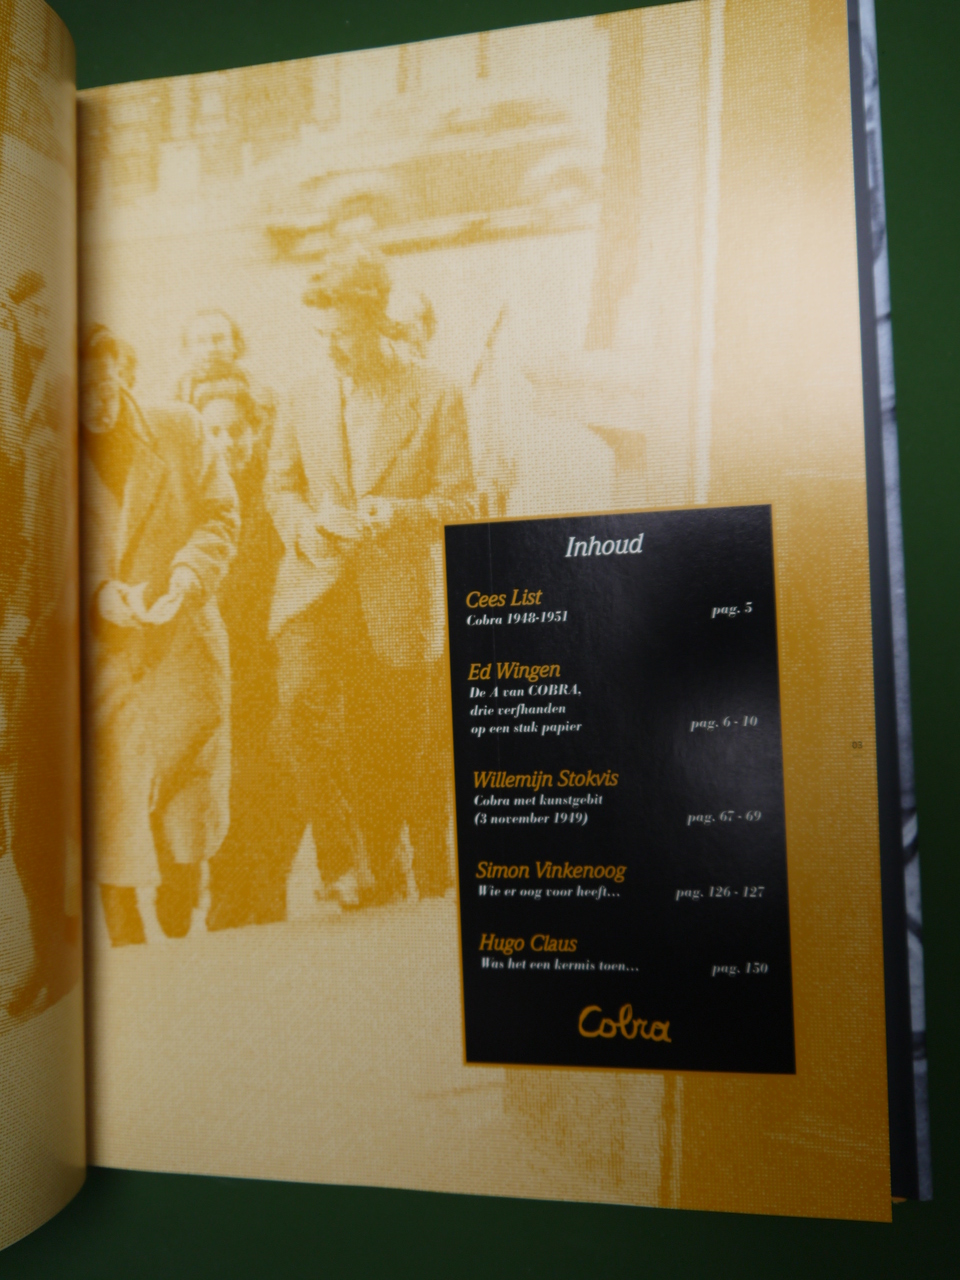 Inhoud
Cees List
Cobra 1948-1951 pag. 5
Ed Wingen
De A van COBRA,
drie verfhanden
op een stuk papier pag. 6 - 10
Willemijn Stokvis
Cobra met kunstgebit
(3 november 1949) pag. 67 - 69
Simon Vinkenoog
Wie er oog voor heeft... pag. 126 - 127
Hugo Claus
Was het een kermis toen... pag. 150
Cobra